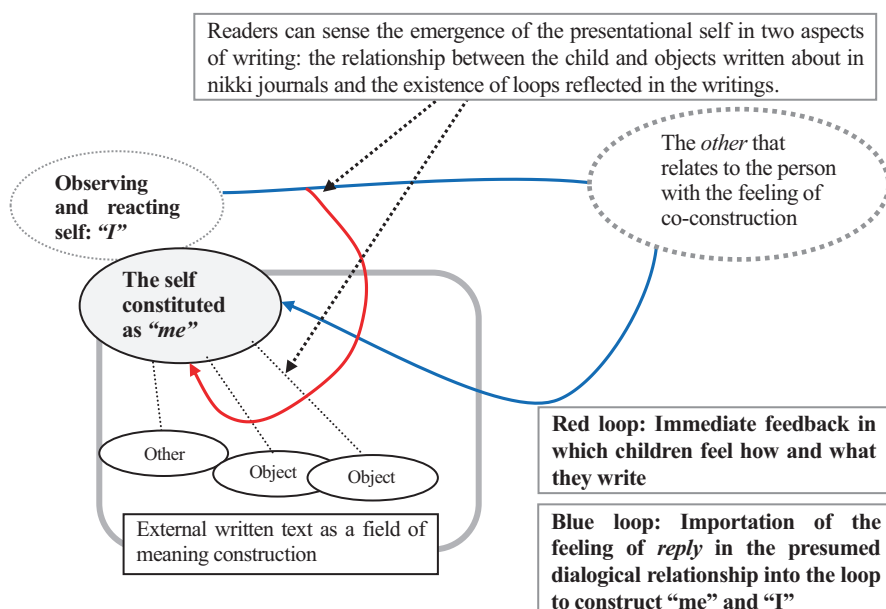 Readers can sense the emergence of the presentational self in two aspects
of writing: the relationship between the child and objects written about in
nikki journals and the existence of loops reflected in the writings.
The other that
relates to the person
with the feeling of
co-construction
Observing
and reacting
self: “I”
The self
constituted
as “me”
Other
Object
Object
External written text as a field of
meaning construction
Red loop: Immediate feedback in
which children feel how and what
they write
Blue loop: Importation of the
feeling of reply in the presumed
dialogical relationship into the loop
to construct “me” and “I”